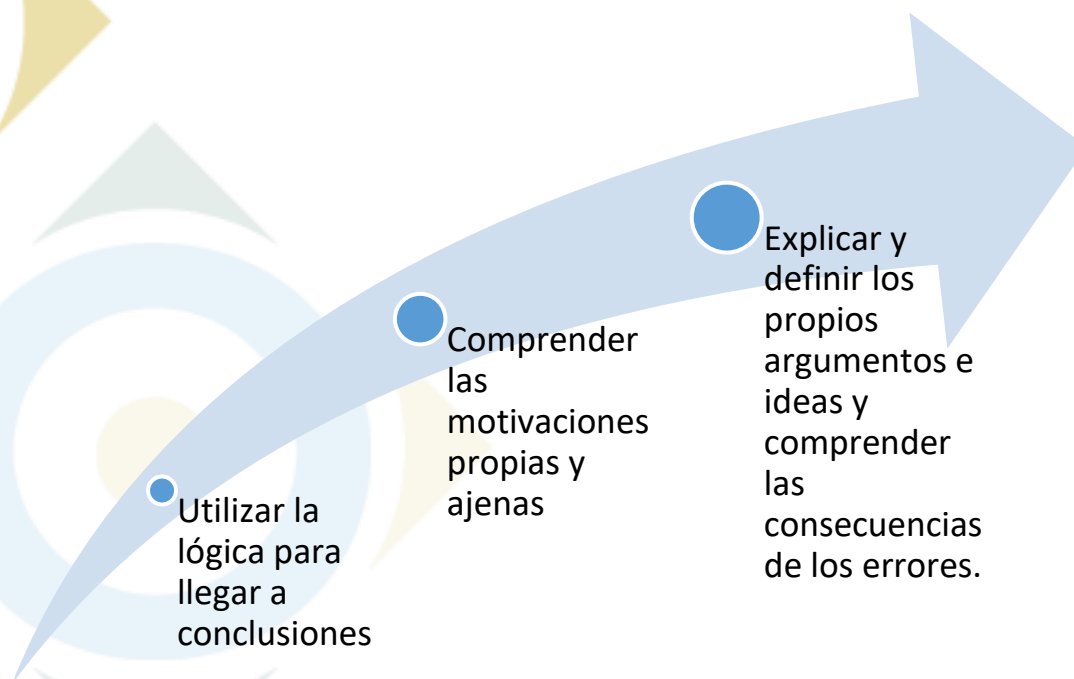 Utilizar la
lógica para
llegar a
conclusiones
Comprender
las
motivaciones
propias y
ajenas
Explicar y
definir los
propios
argumentos e
ideas y
comprender
las
consecuencias
de los errores.